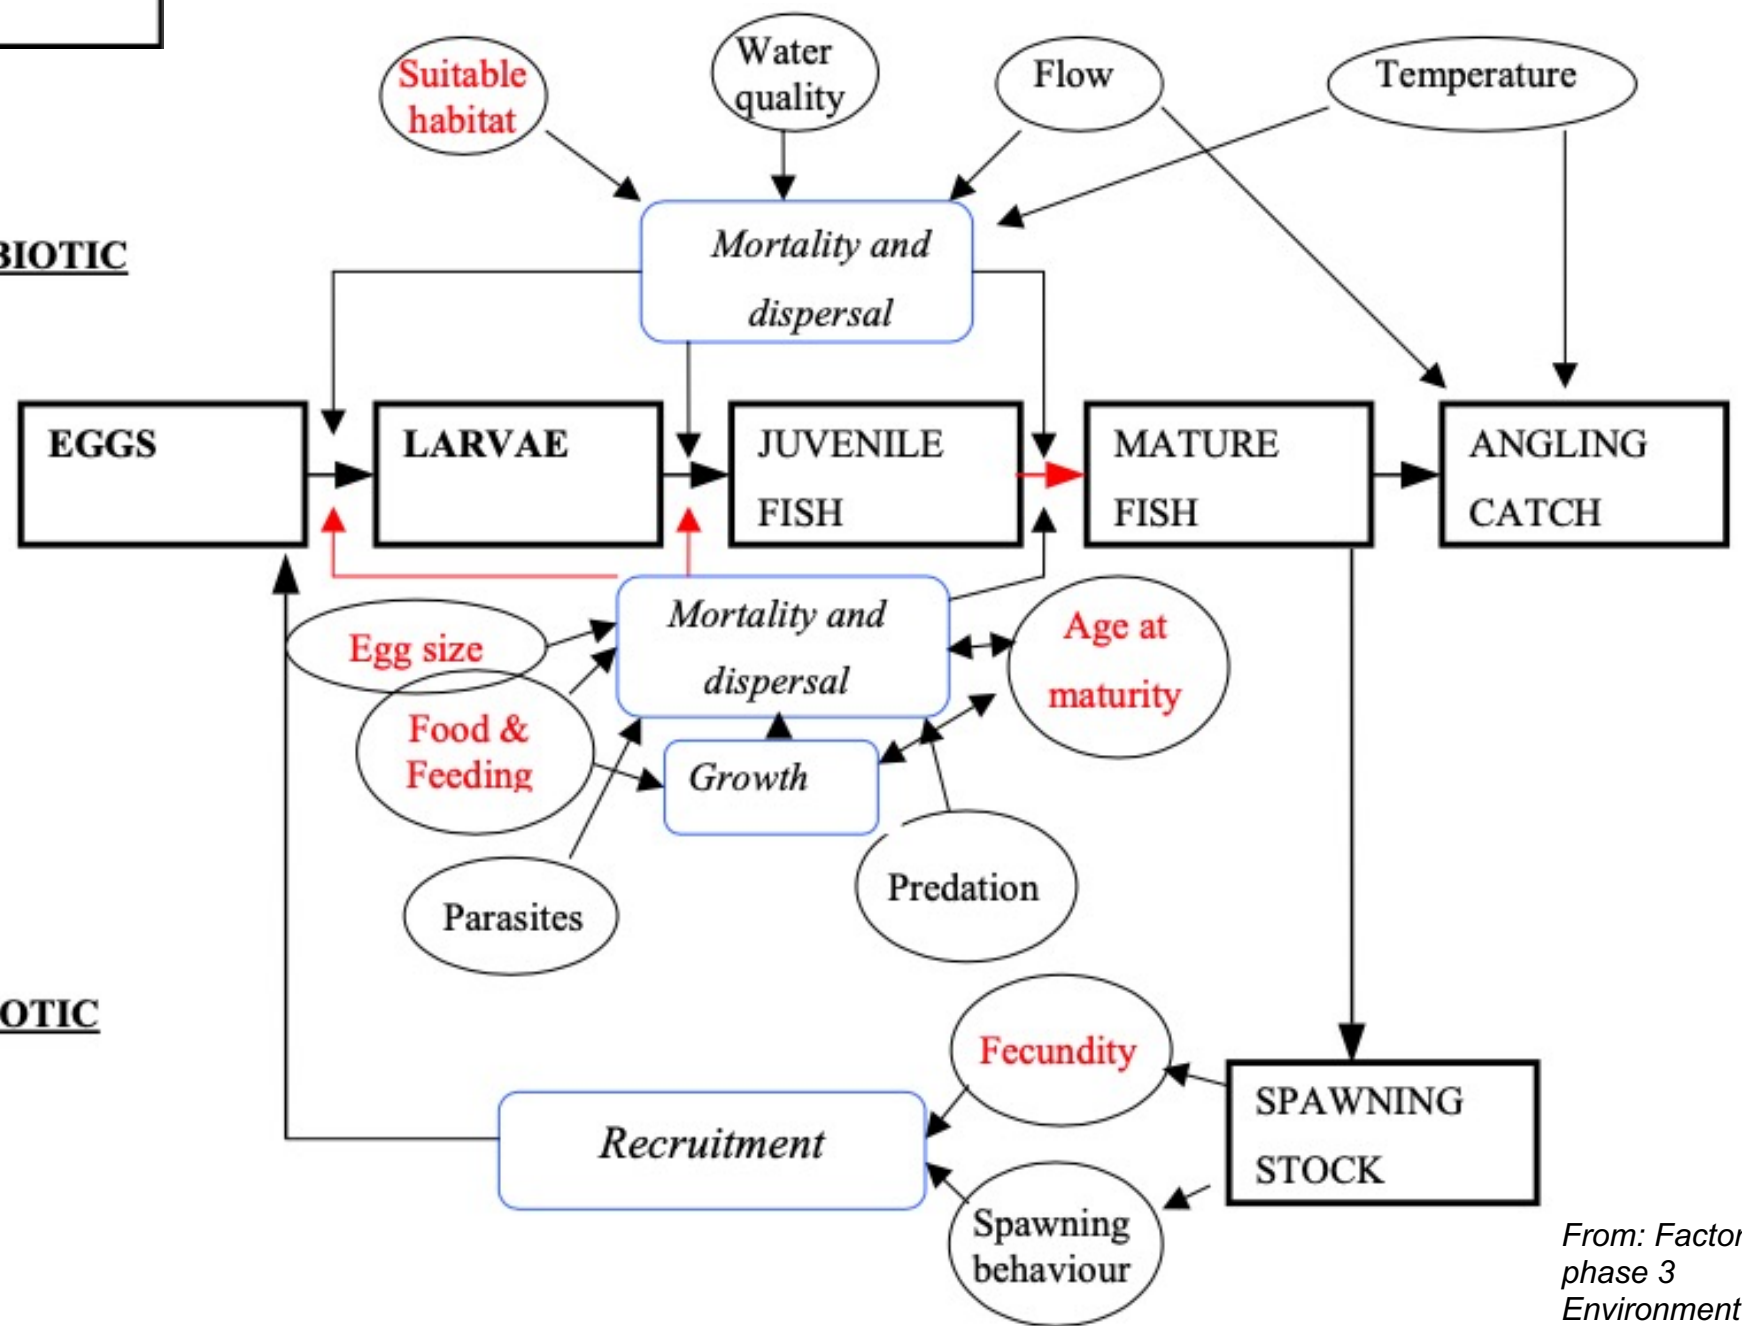 Suitable
habitat
Water
quality
Flow
Temperature
BIOTIC
Mortality and
dispersal
EGGS
LARVAE
JUVENILE
FISH
MATURE
FISH
ANGLING
CATCH
Mortality and
dispersal
Egg size
Age at
maturity
Food &
Feeding
Growth
Parasites
Predation
OTIC
Fecundity
SPAWNING
STOCK
Recruitment
Spawning
behaviour
From: Factor
phase 3
Environment